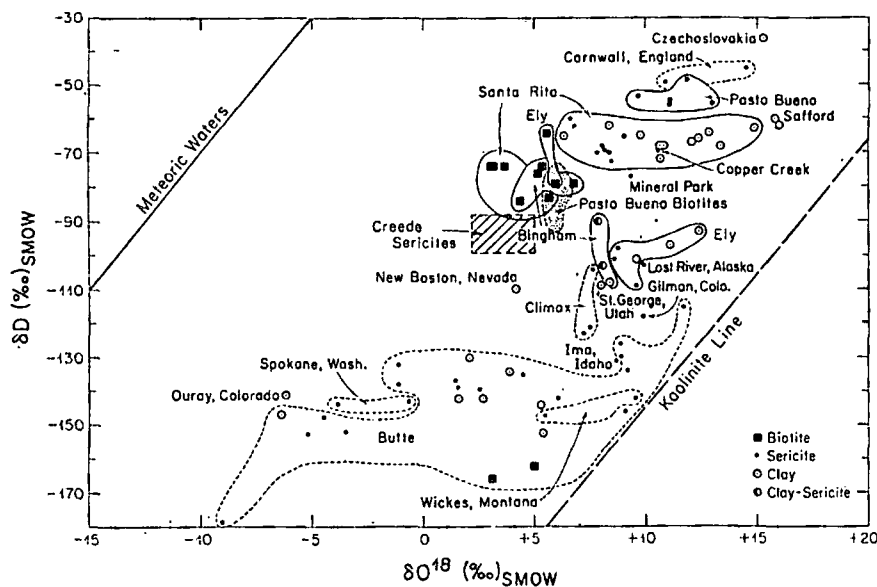 -30
-50
-70
-90
-110
-130
-150
-170
δD (‰)SMOW
Meteoric Waters
Czechoslovakia
Cornwall, England
Santa Rita
Pasto Bueno
Safford
Ely
Copper Creek
Mineral Park
Pasto Bueno Biotites
Creede
Sericites
Bingham
Ely
New Boston, Nevada
Lost River, Alaska
Gilman, Colo.
St. George,
Utah
Climax
Ima,
Idaho
Kaolinite Line
Spokane, Wash.
Ouray, Colorado
Butte
Wickes, Montana
Biotite
Sericite
Clay
Clay-Sericite
-15
-10
-5
0
+5
+10
+15
+20
δO18 (‰)SMOW